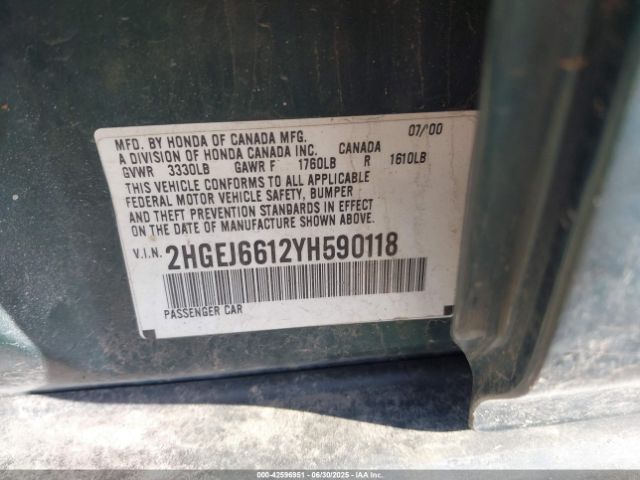 MFD. BY HONDA OF CANADA MFG. 07/'00
A DIVISION OF HONDA CANADA INC. CANADA
GVWR 3330LB GAWR F 1760LB R 1610LB
THIS VEHICLE CONFORMS TO ALL APPLICABLE
FEDERAL MOTOR VEHICLE SAFETY, BUMPER
AND THEFT PREVENTION STANDARDS IN EFFECT
ON THE DATE OF MANUFACTURE SHOWN ABOVE.
V.I.N. 2HGEJ6612YH590118
PASSENGER CAR
000-42596951 06/30/2025 IAA Inc.